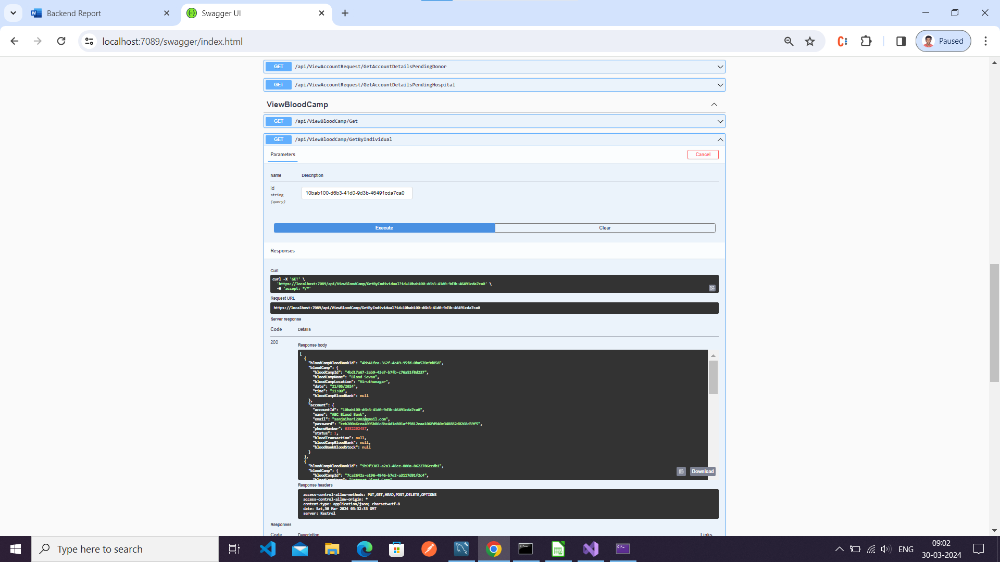 Backend Report
Swagger UI
localhost:7089/swagger/index.html
Paused
GET /api/ViewAccountRequest/GetAccountDetailsPendingDonor
GET /api/ViewAccountRequest/GetAccountDetailsPendingHospital
ViewBloodCamp
GET /api/ViewBloodCamp/Get
GET /api/ViewBloodCamp/GetByIndividual
Parameters
Cancel
Name Description
id
string
(query)
10bab100-d6b3-41d0-9d3b-46491cda7ca0
Execute
Clear
Responses
Curl
curl -X 'GET' \
'https://localhost:7089/api/ViewBloodCamp/GetByIndividual?id=10bab100-d6b3-41d0-9d3b-46491cda7ca0' \
-H 'accept: */*'
Request URL
https://localhost:7089/api/ViewBloodCamp/GetByIndividual?id=10bab100-d6b3-41d0-9d3b-46491cda7ca0
Server response
Code Details
200
Response body
[
{
"bloodCampBloodBankId": "4bb41fea-362f-4c49-95fd-0ba570e9d858",
"bloodCamp": {
"bloodCampId": "4bd17a67-2eb9-43e7-b7fb-c76a51f8d237",
"bloodCampName": "Blood Sevaa",
"bloodCampLocation": "Viruthunagar",
"date": "21/05/2024",
"time": "11:00",
"bloodCampBloodBank": null
},
"account": {
"accountId": "10bab100-d6b3-41d0-9d3b-46491cda7ca0",
"name": "ABC Blood Bank",
"email": "sanjaihari2002@gmail.com",
"password": "ceb200a6cea4095b86c8bc4d1e801aff9812eaa106fd940e348882d0268d59f5",
"phoneNumber": 6382202487,
"status": 1,
"bloodTransaction": null,
"bloodCampBloodBank": null,
"bloodBankBloodStock": null
}
},
{
"bloodCampBloodBankId": "9b9f9307-a2a3-48ce-800a-8622786ccdb1",
"bloodCamp": {
"bloodCampId": "7ca2642a-e196-4946-b7e2-a3117d91f2c4",
Download
Response headers
access-control-allow-methods: PUT,GET,HEAD,POST,DELETE,OPTIONS
access-control-allow-origin: *
content-type: application/json; charset=utf-8
date: Sat,30 Mar 2024 03:32:33 GMT
server: Kestrel
Responses
Code Description Links
Type here to search
ENG
09:02
30-03-2024